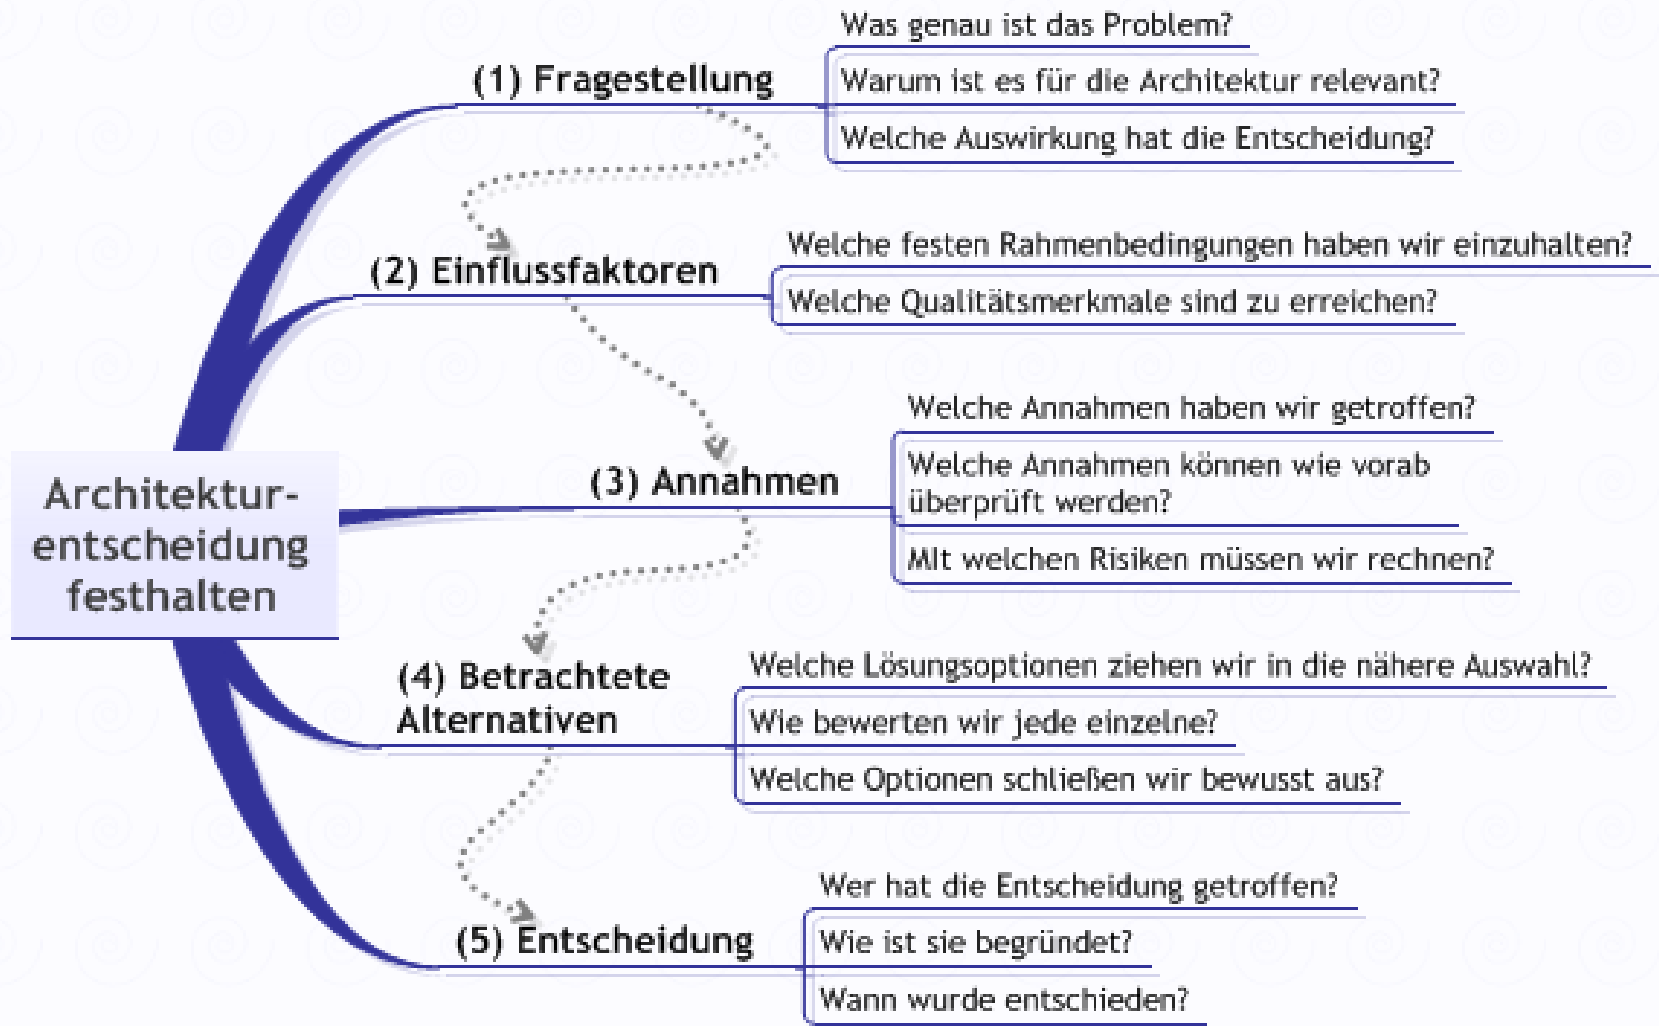 Was genau ist das Problem?
(1) Fragestellung
Warum ist es für die Architektur relevant?
Welche Auswirkung hat die Entscheidung?
Welche festen Rahmenbedingungen haben wir einzuhalten?
(2) Einflussfaktoren
Welche Qualitätsmerkmale sind zu erreichen?
Welche Annahmen haben wir getroffen?
(3) Annahmen
Welche Annahmen können wie vorab
überprüft werden?
MIt welchen Risiken müssen wir rechnen?
Architektur-
entscheidung
festhalten
Welche Lösungsoptionen ziehen wir in die nähere Auswahl?
(4) Betrachtete
Alternativen
Wie bewerten wir jede einzelne?
Welche Optionen schließen wir bewusst aus?
Wer hat die Entscheidung getroffen?
(5) Entscheidung
Wie ist sie begründet?
Wann wurde entschieden?